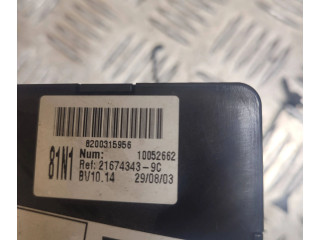 8200315956
81N1
Num: 10052662
Ref: 21674343-9C
BV10.14 29/08/03